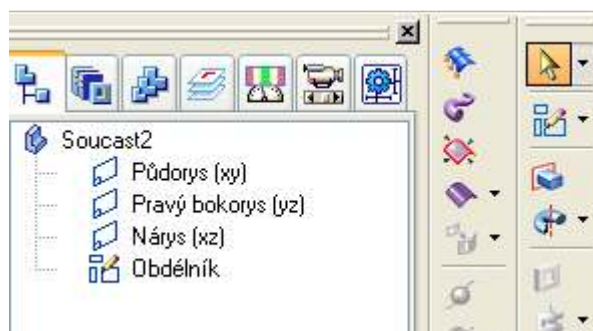 Soucast2
Půdorys (xy)
Pravý bokorys (yz)
Nárys (xz)
Obdélník